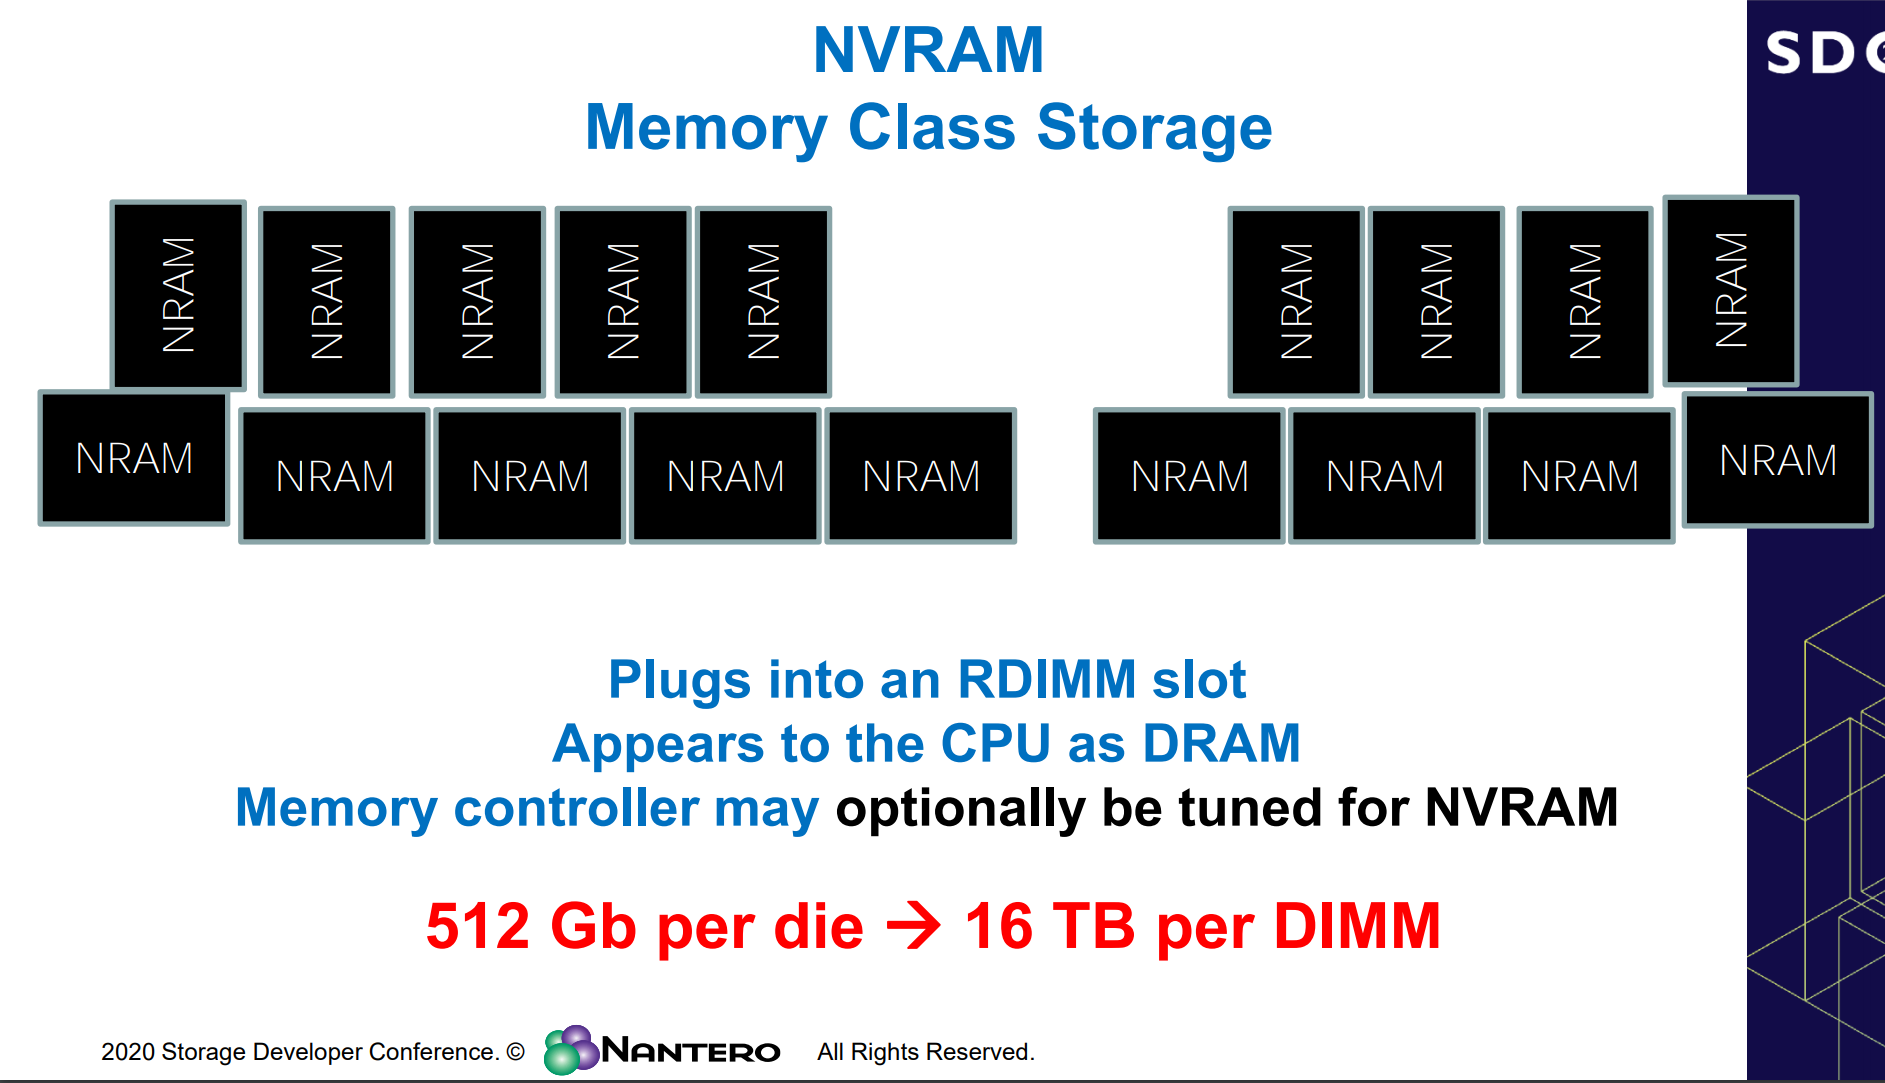 NVRAM
Memory Class Storage
SDC
NRAM NRAM NRAM NRAM NRAM NRAM NRAM NRAM NRAM
NRAM NRAM NRAM NRAM NRAM NRAM NRAM NRAM NRAM
Plugs into an RDIMM slot
Appears to the CPU as DRAM
Memory controller may optionally be tuned for NVRAM
512 Gb per die → 16 TB per DIMM
2020 Storage Developer Conference. © NANTERO All Rights Reserved.